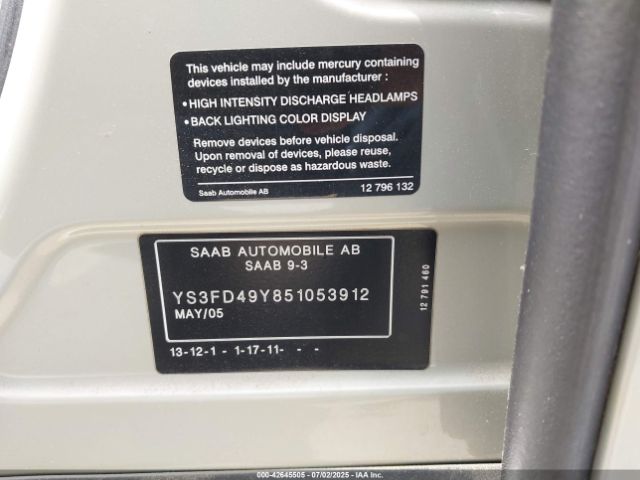 This vehicle may include mercury containing
devices installed by the manufacturer :
• HIGH INTENSITY DISCHARGE HEADLAMPS
• BACK LIGHTING COLOR DISPLAY
Remove devices before vehicle disposal.
Upon removal of devices, please reuse,
recycle or dispose as hazardous waste.
Saab Automobile AB 12 796 132
SAAB AUTOMOBILE AB
SAAB 9-3
YS3FD49Y851053912
MAY/05
13-12-1 - 1-17-11- - -
12 791 460
000-42645505 - 07/02/2025 - IAA Inc.